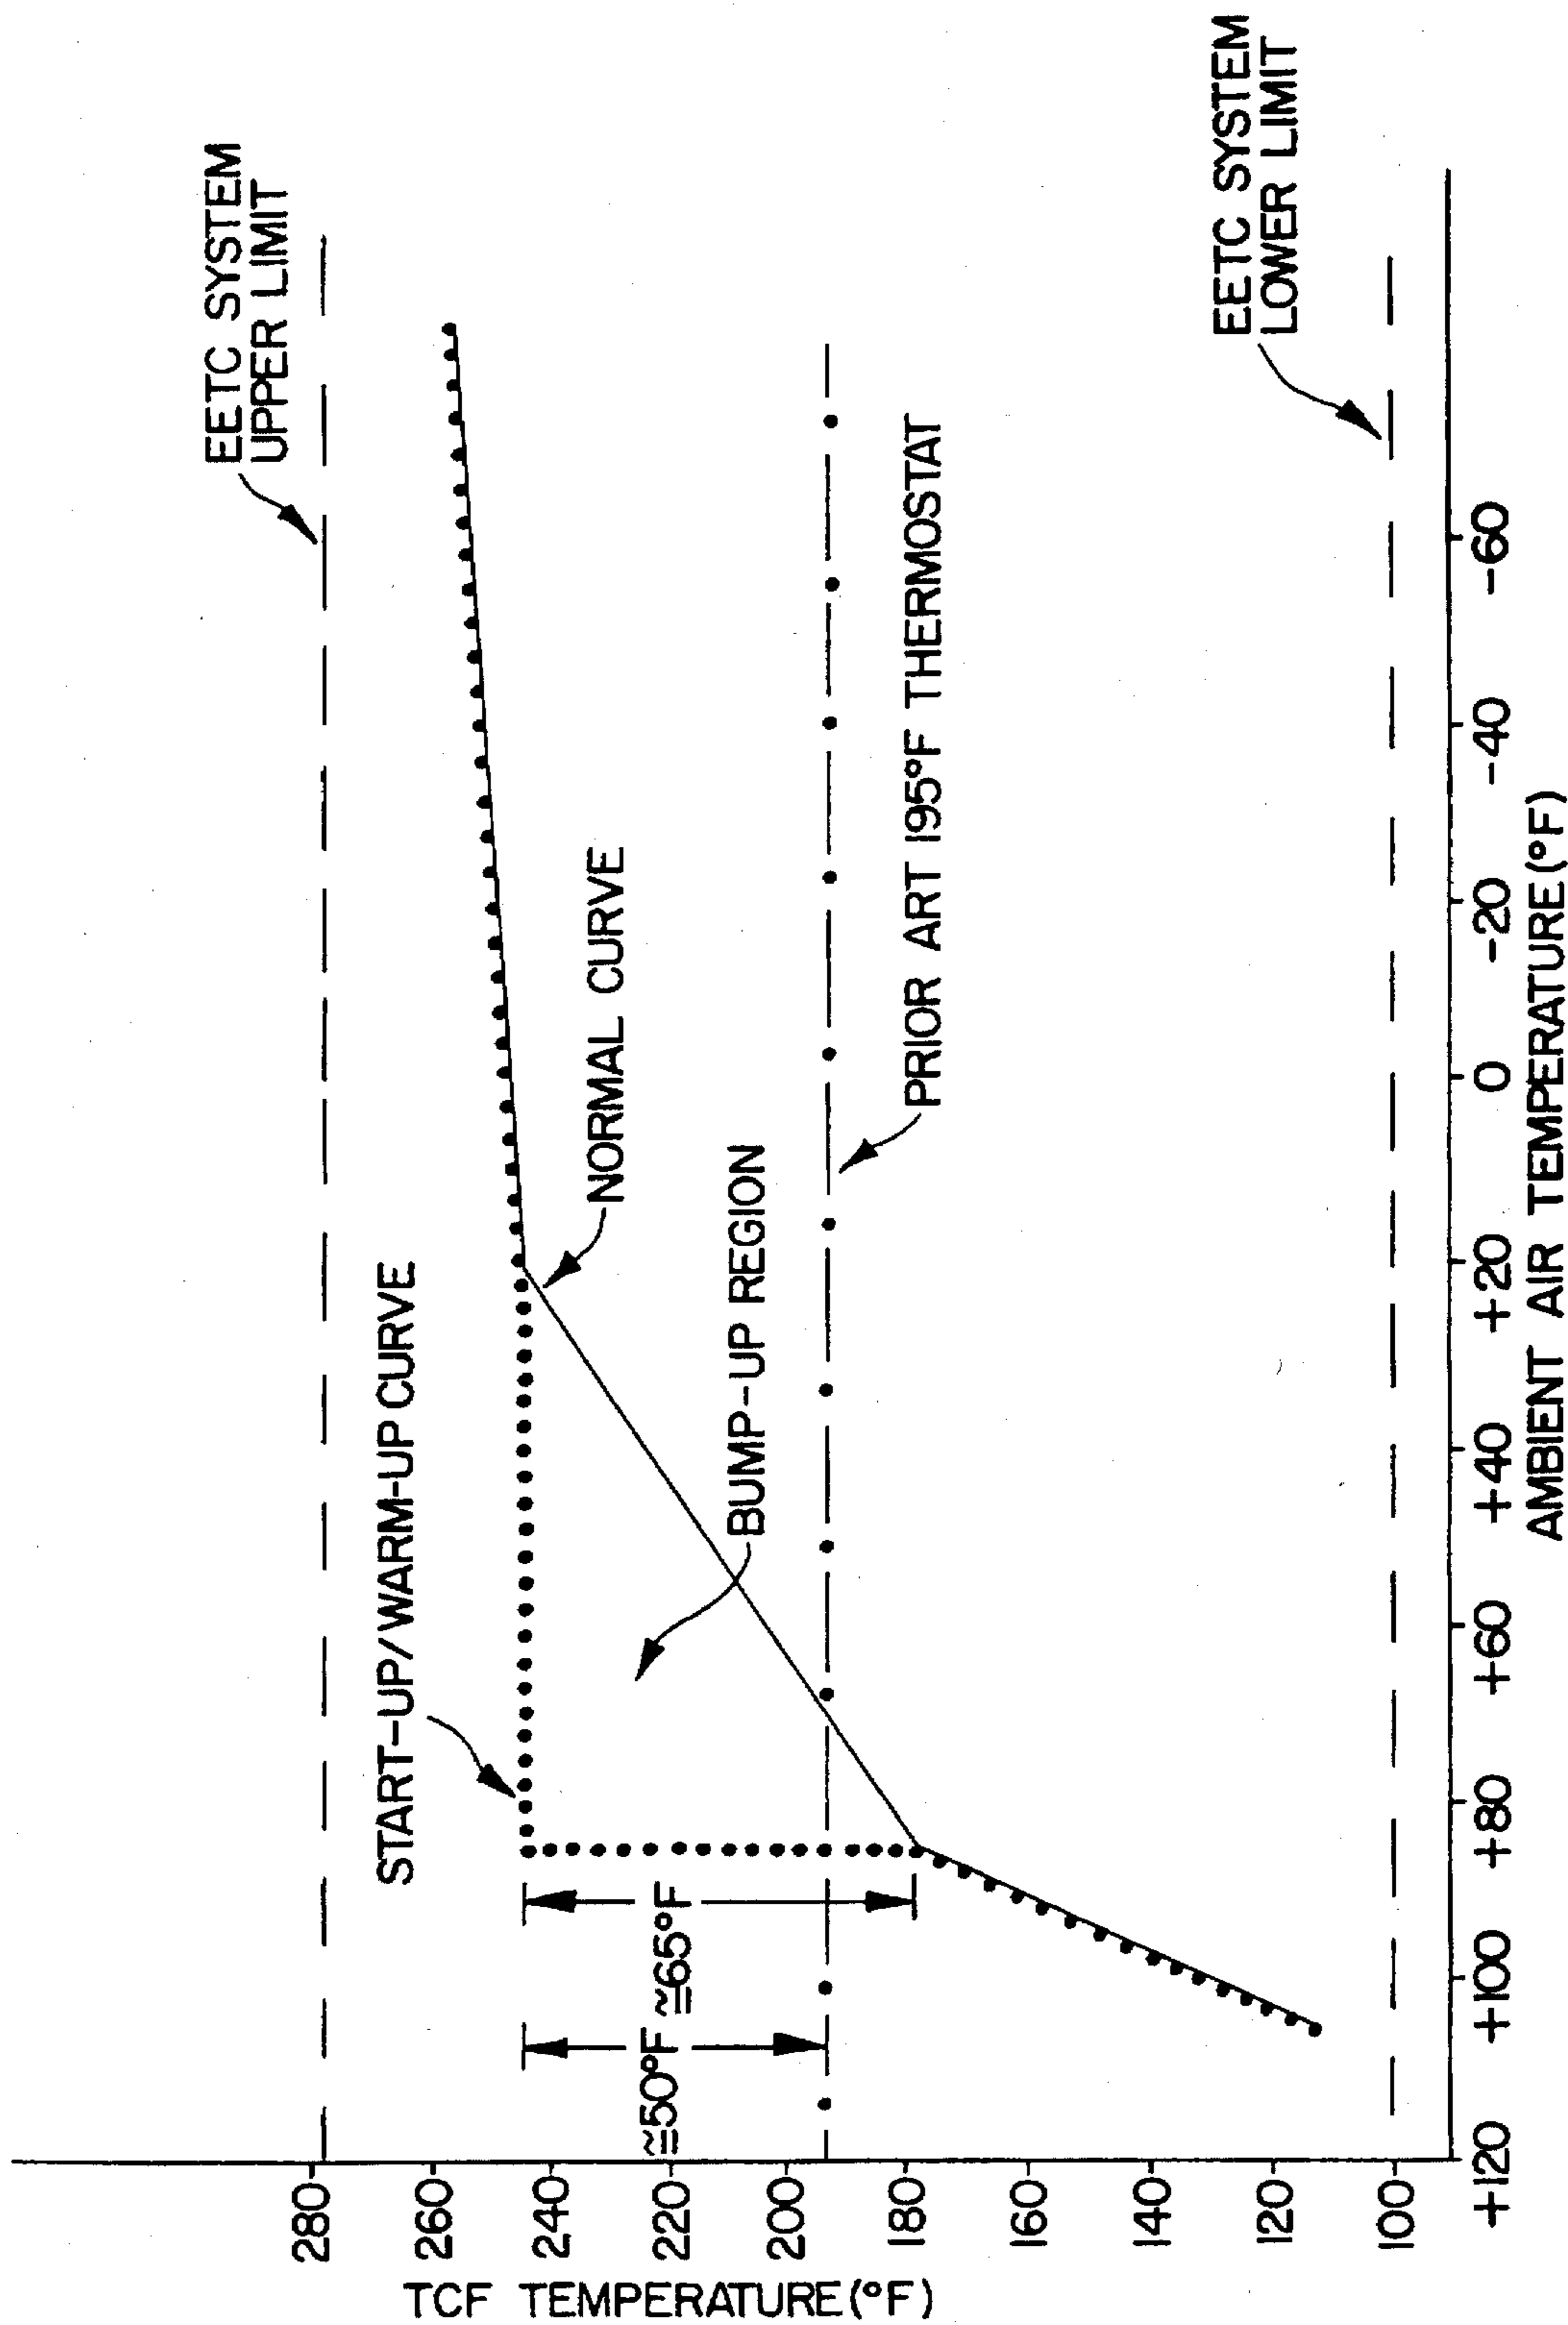 EETC SYSTEM
UPPER LIMIT
START-UP/WARM-UP CURVE
NORMAL CURVE
BUMP-UP REGION
≅50°F
≅65°F
PRIOR ART 195°F THERMOSTAT
EETC SYSTEM
LOWER LIMIT
TCF TEMPERATURE (°F)
280
260
240
220
200
180
160
140
120
100
+120
+100
+80
+60
+40
+20
0
-20
-40
-60
AMBIENT AIR TEMPERATURE (°F)